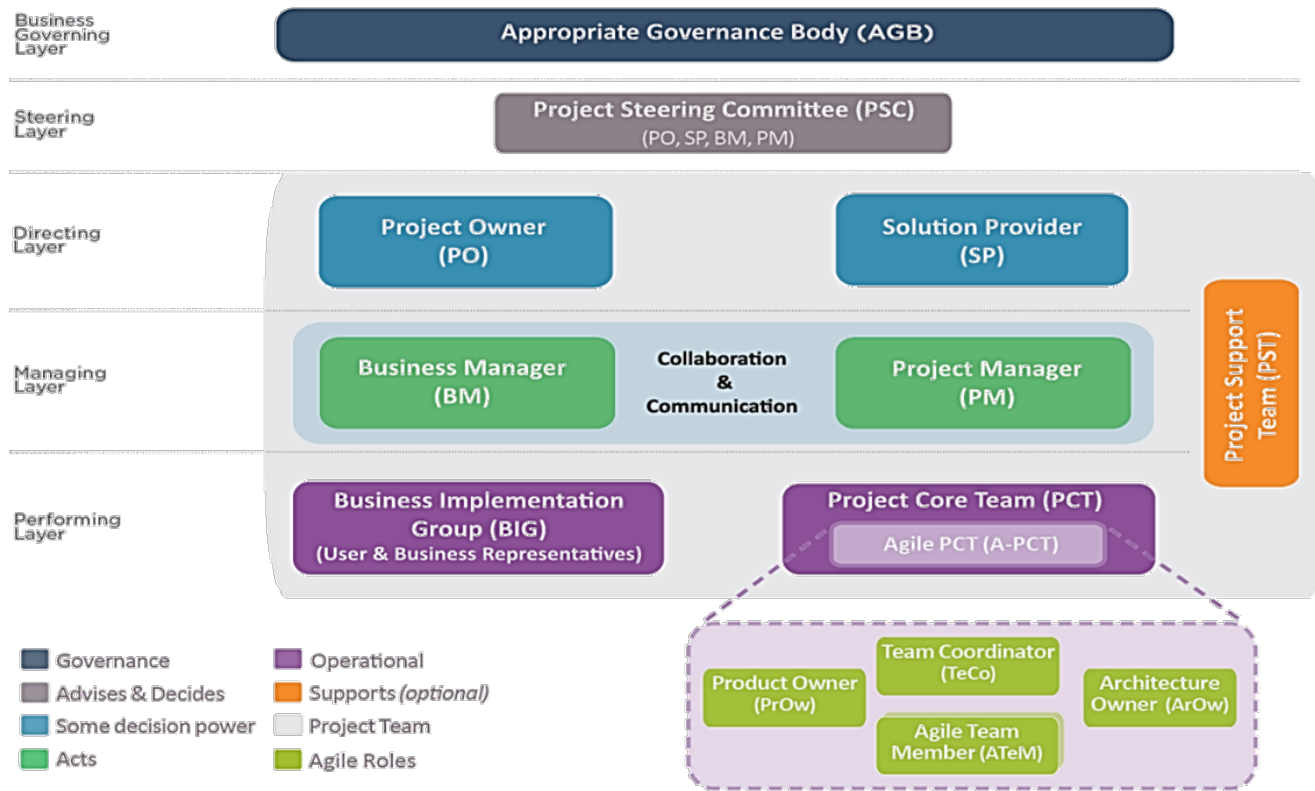 Business
Governing
Layer
Appropriate Governance Body (AGB)
Steering
Layer
Project Steering Committee (PSC)
(PO, SP, BM, PM)
Directing
Layer
Project Owner
(PO)
Solution Provider
(SP)
Managing
Layer
Business Manager
(BM)
Collaboration
&
Communication
Project Manager
(PM)
Project Support
Team (PST)
Performing
Layer
Business Implementation
Group (BIG)
(User & Business Representatives)
Project Core Team (PCT)
Agile PCT (A-PCT)
Product Owner
(PrOw)
Team Coordinator
(TeCo)
Agile Team
Member (ATeM)
Architecture
Owner (ArOw)
Governance
Advises & Decides
Some decision power
Acts
Operational
Supports (optional)
Project Team
Agile Roles